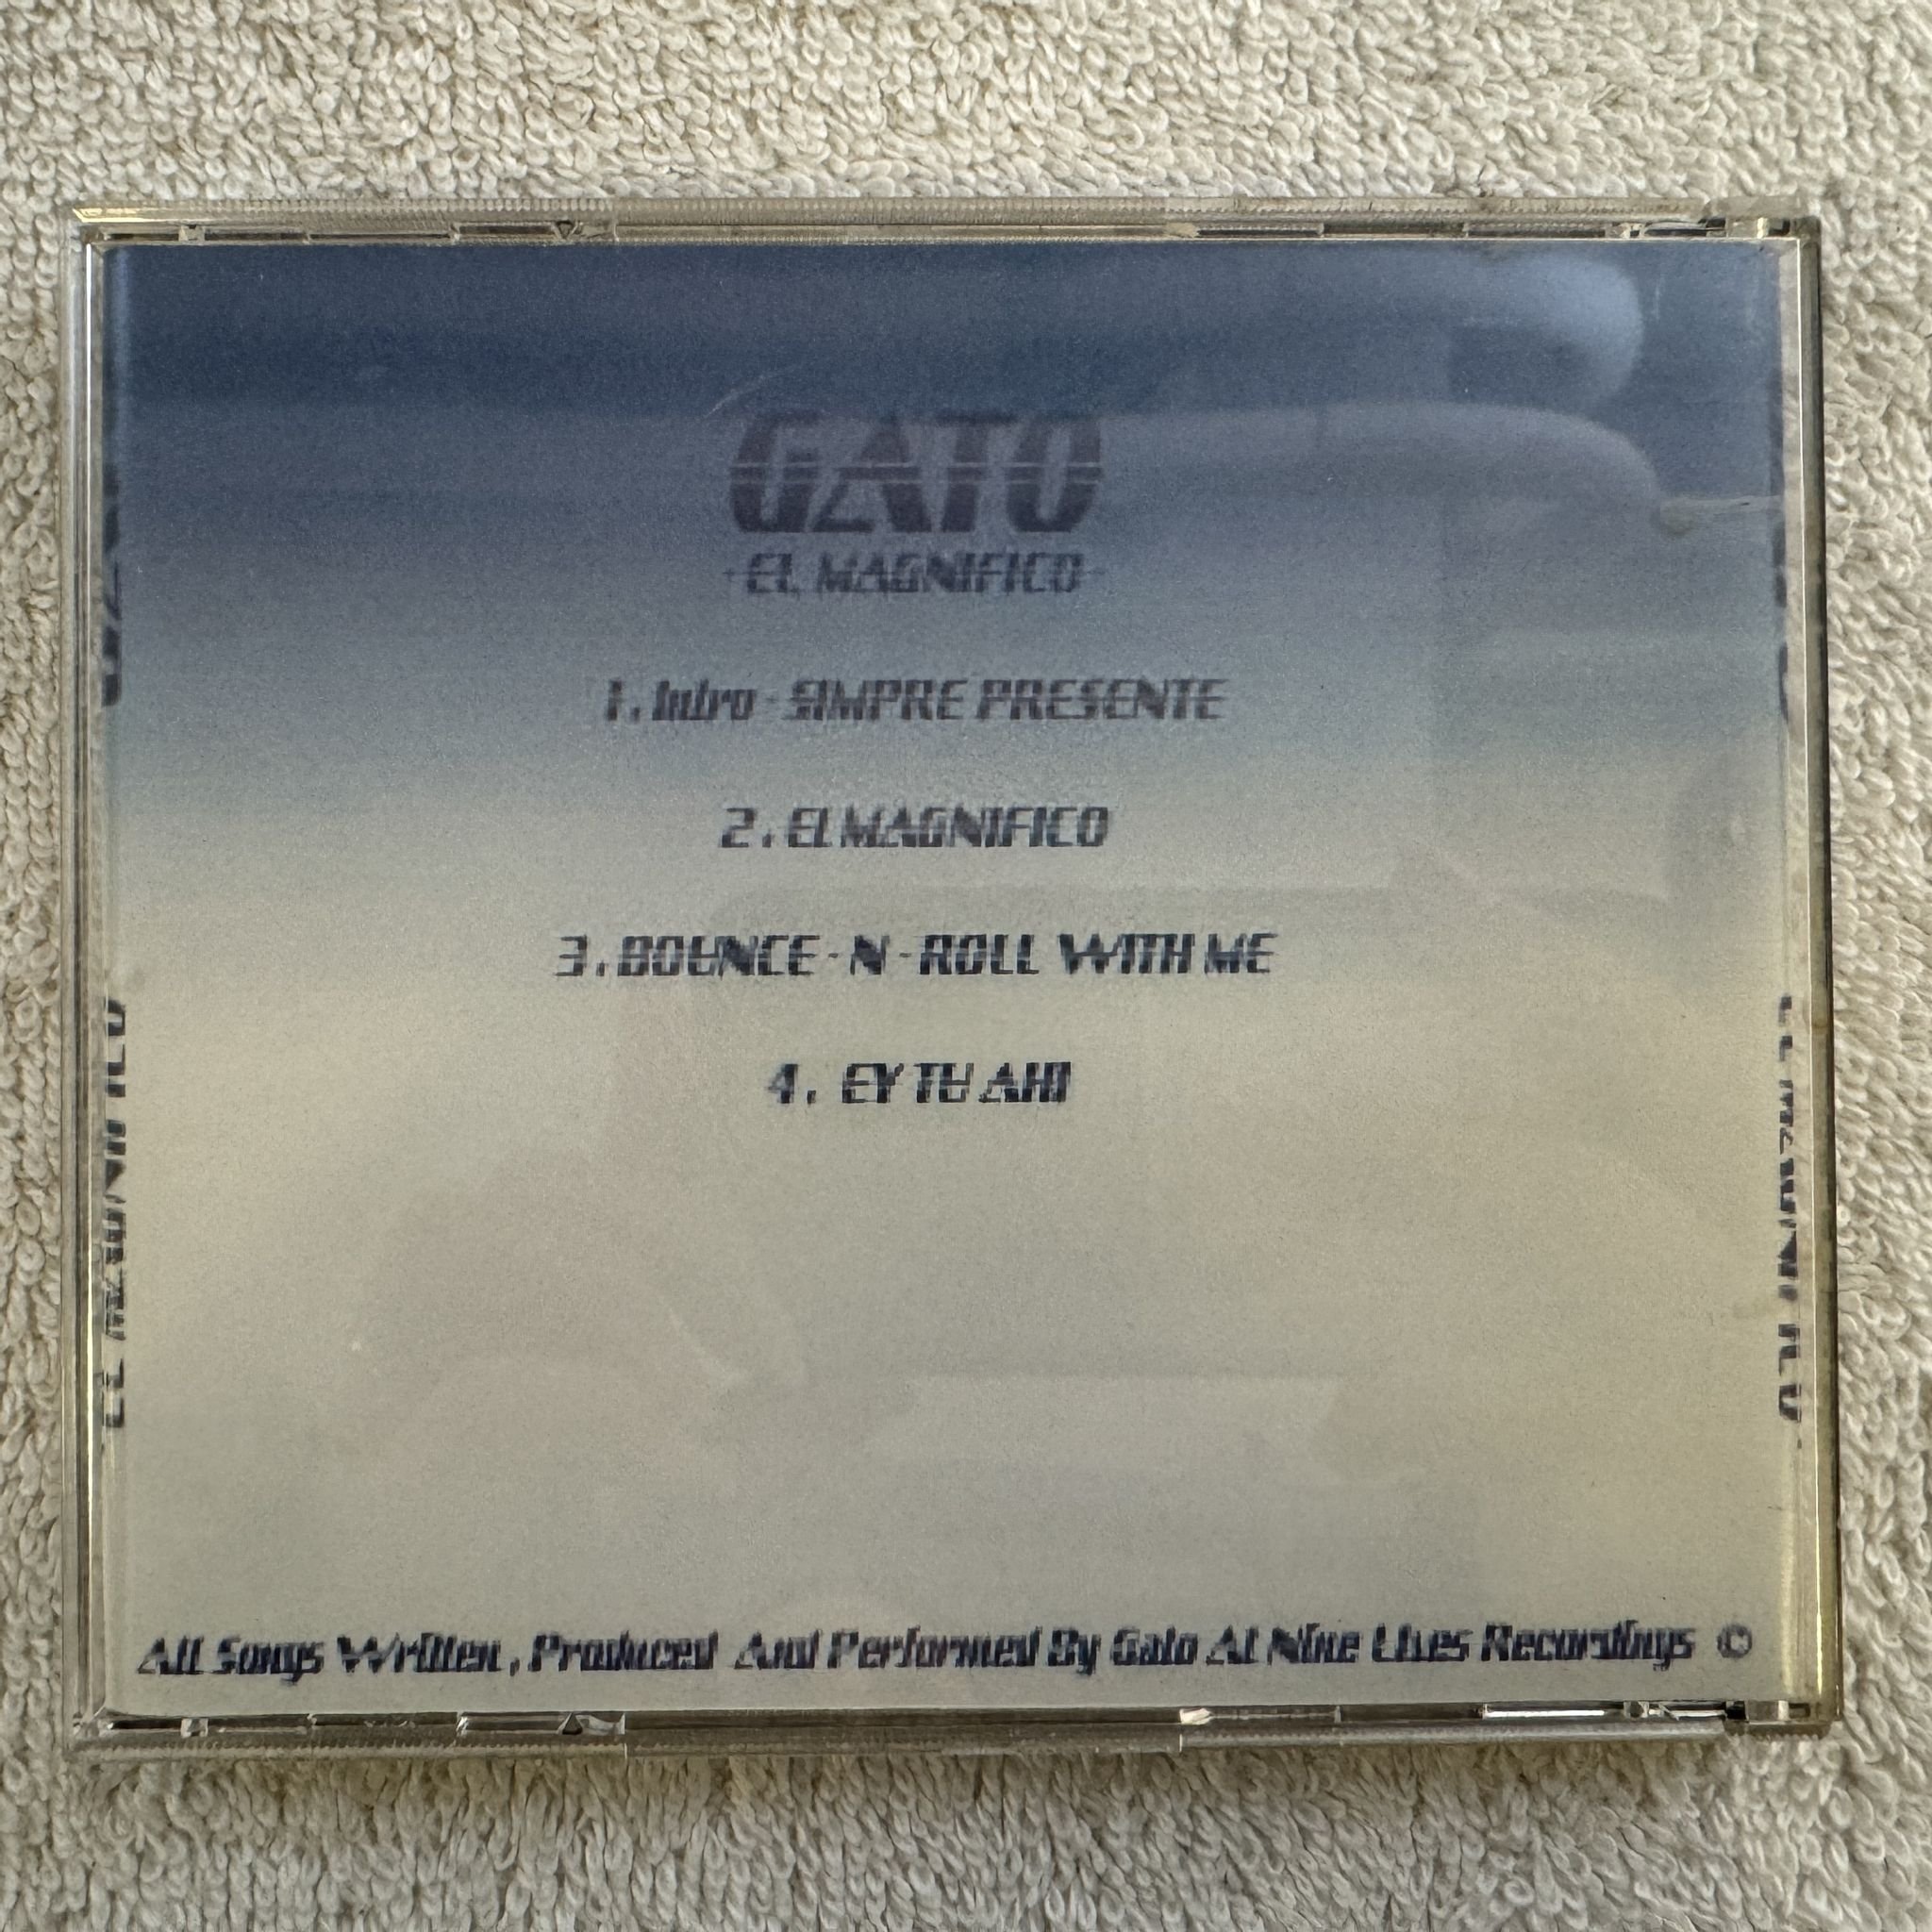 GATO
EL MAGNIFICO
1. Intro - SIMPRE PRESENTE
2. EL MAGNIFICO
3. BOUNCE - N - ROLL WITH ME
4. EY TU AHI
EL MAGNIFICO
EL MAGNIFICO
All Songs Written, Produced And Performed By Gato At Nine Lives Recordings ©